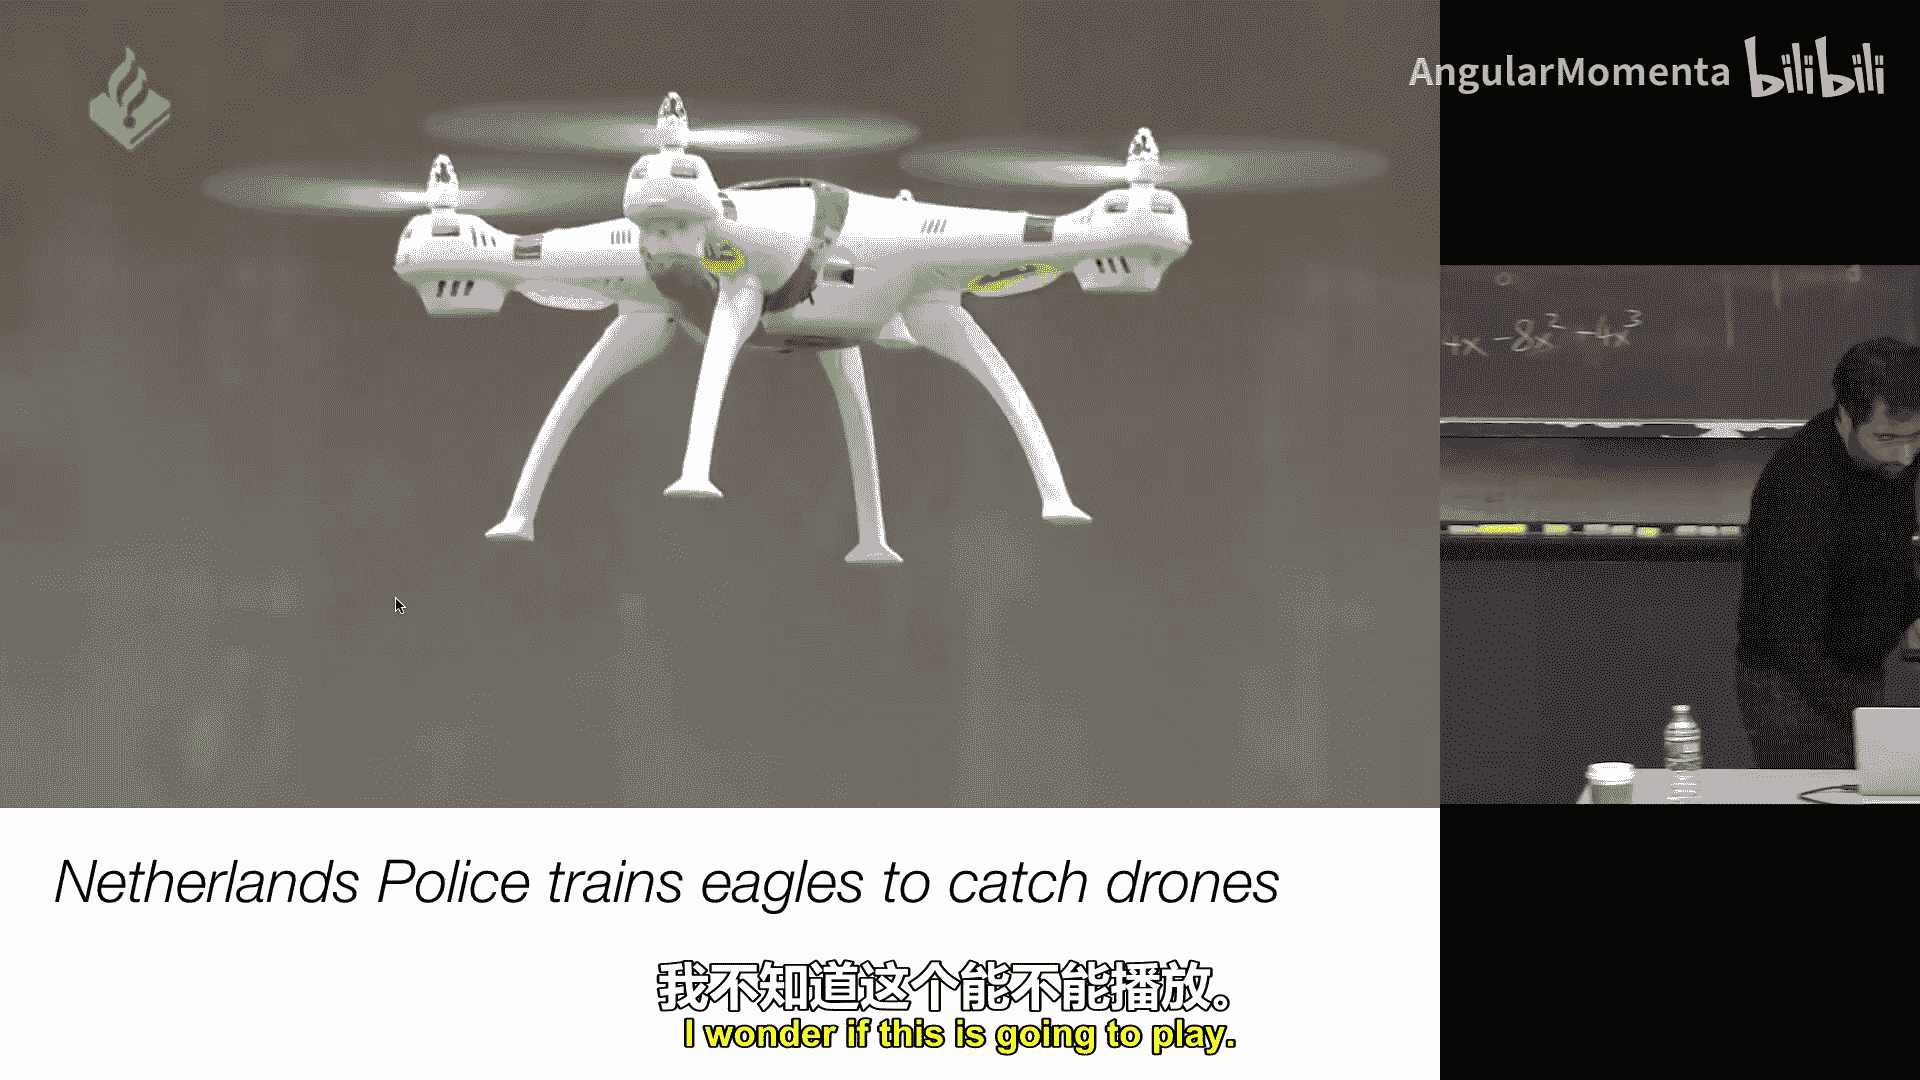 AngularMomenta bilibili
-8x² -4x³
Netherlands Police trains eagles to catch drones
我不知道这个能不能播放。
I wonder if this is going to play.